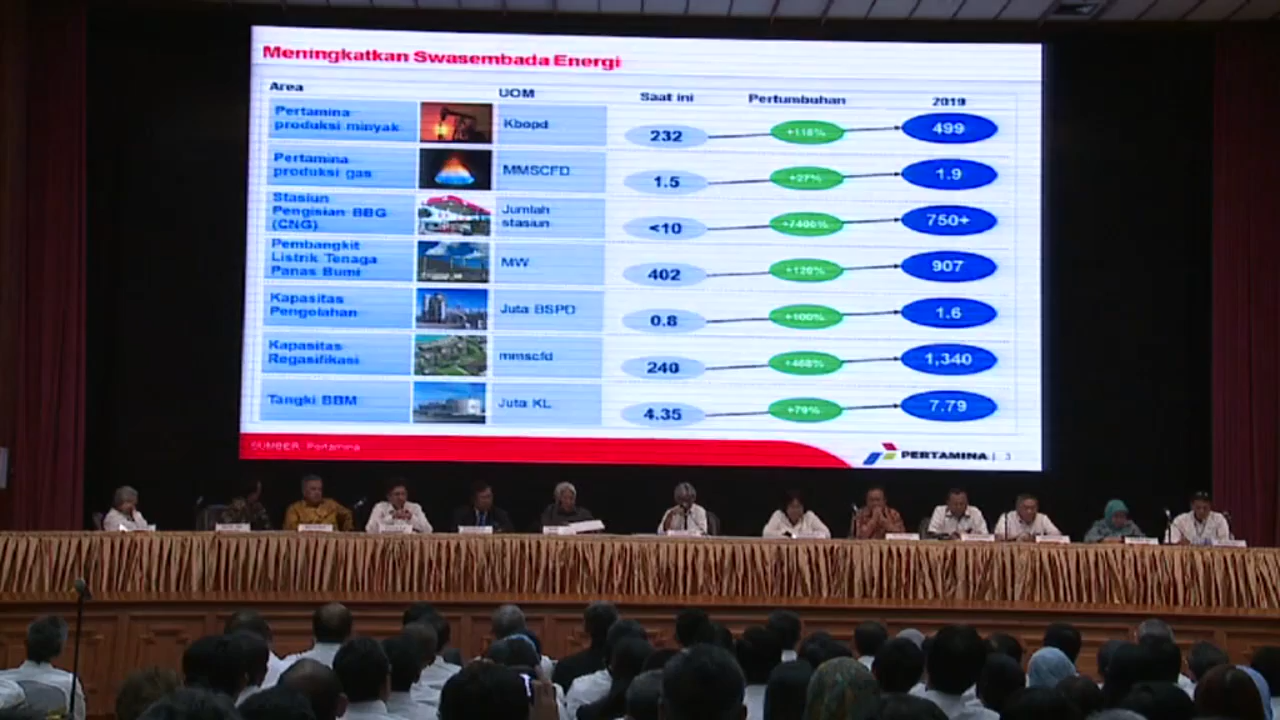 Meningkatkan Swasembada Energi
Area UOM Saat ini Pertumbuhan 2019
Pertamina
produksi minyak Kbopd 232 +115% 499
Pertamina
produksi gas MMSCFD 1.5 +27% 1.9
Stasiun
Pengisian BBG
(CNG) Jumlah
stasiun <10 +7400% 750+
Pembangkit
Listrik Tenaga
Panas Bumi MW 402 +126% 907
Kapasitas
Pengolahan Juta BSPD 0.8 +100% 1.6
Kapasitas
Regasifikasi mmscfd 240 +458% 1,340
Tangki BBM Juta KL 4.35 +79% 7.79
SUMBER: Pertamina
PERTAMINA | 3